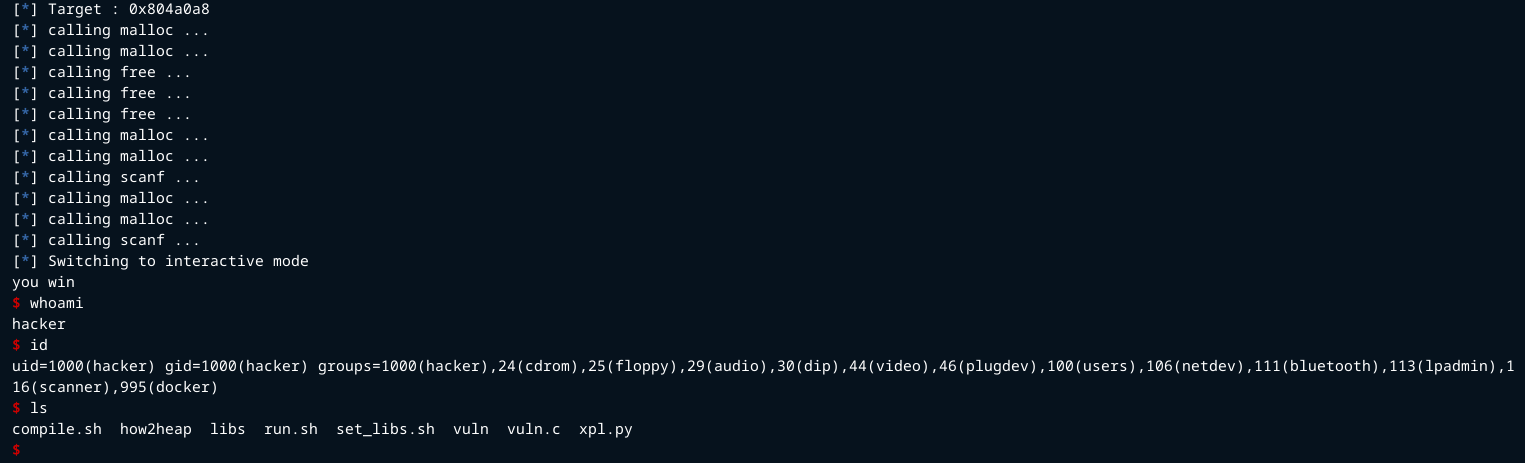 [*] Target : 0x804a0a8
[*] calling malloc ...
[*] calling malloc ...
[*] calling free ...
[*] calling free ...
[*] calling free ...
[*] calling malloc ...
[*] calling malloc ...
[*] calling scanf ...
[*] calling malloc ...
[*] calling malloc ...
[*] calling scanf ...
[*] Switching to interactive mode
you win
$ whoami
hacker
$ id
uid=1000(hacker) gid=1000(hacker) groups=1000(hacker),24(cdrom),25(floppy),29(audio),30(dip),44(video),46(plugdev),100(users),106(netdev),111(bluetooth),113(lpadmin),1
16(scanner),995(docker)
$ ls
compile.sh  how2heap  libs  run.sh  set_libs.sh  vuln  vuln.c  xpl.py
$